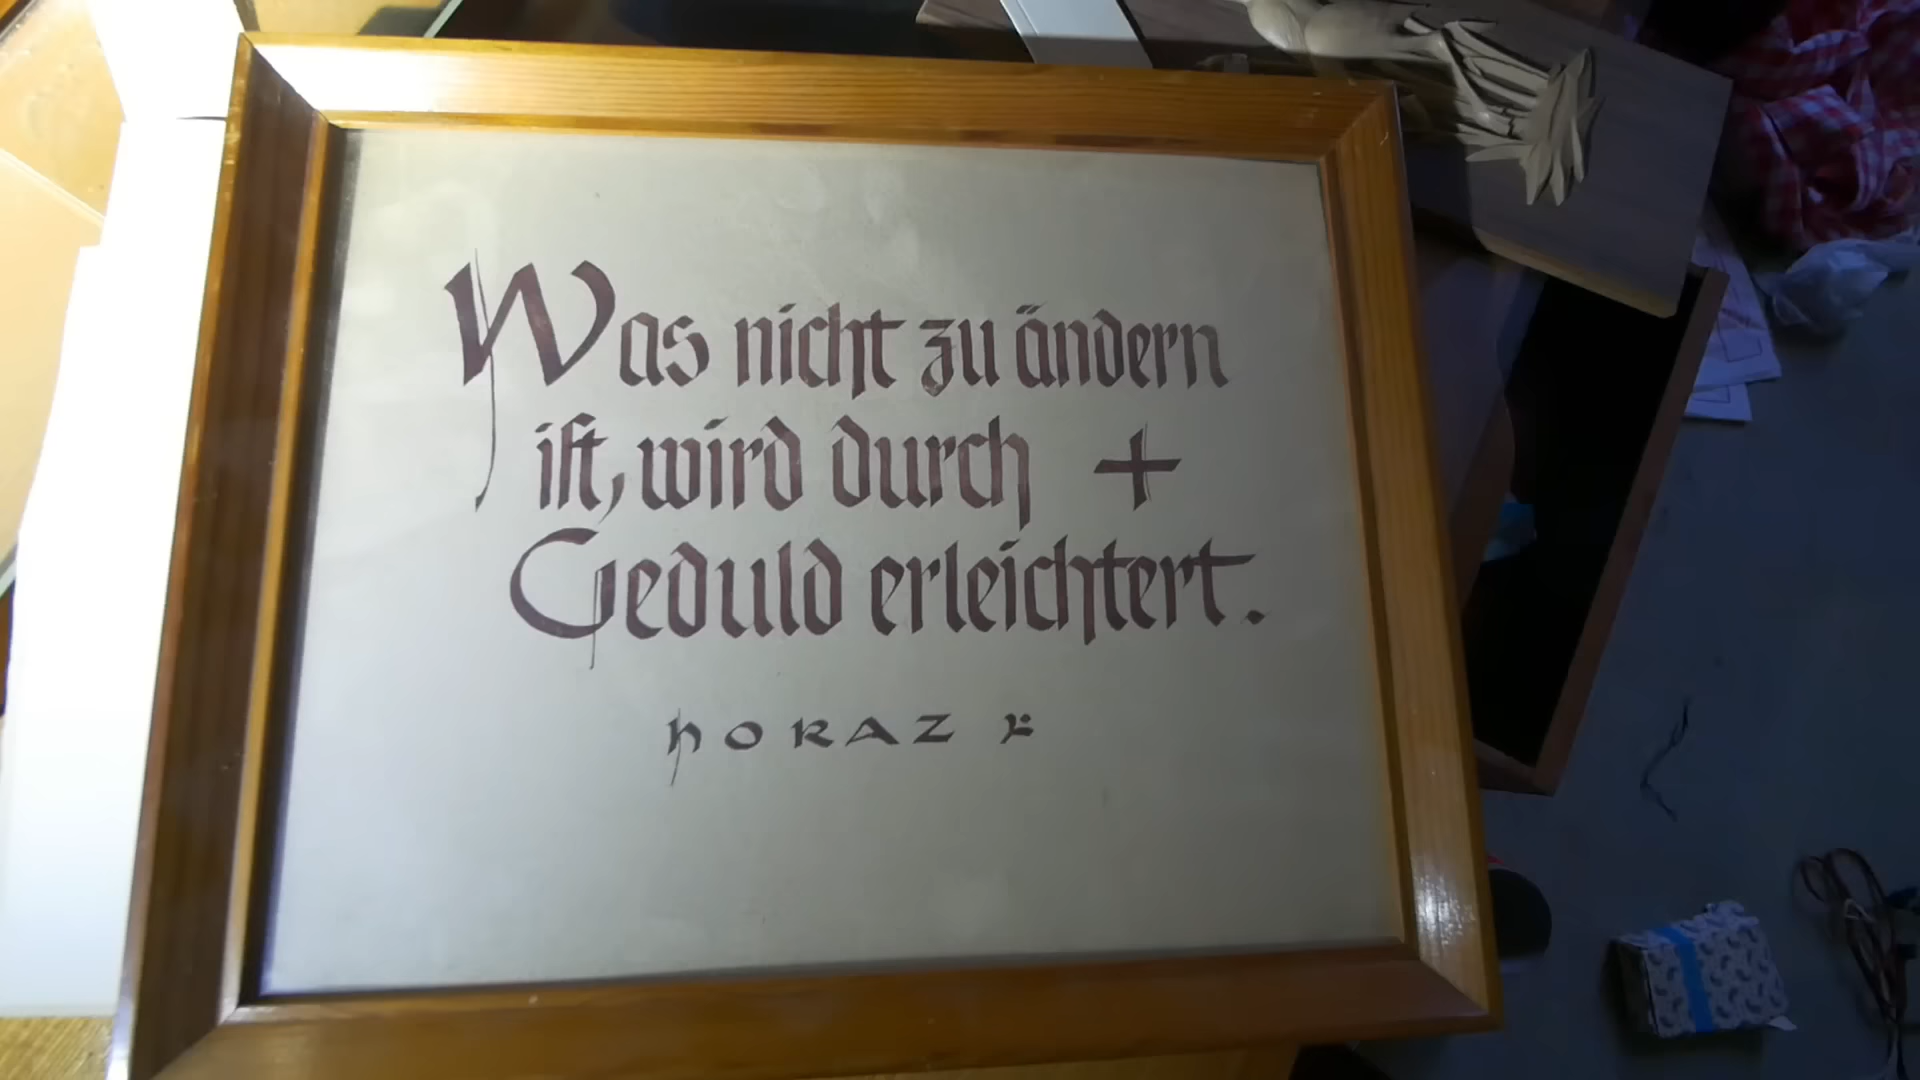 Was nicht zu ändern
iſt, wird durch +
Geduld erleichtert.
HORAZ